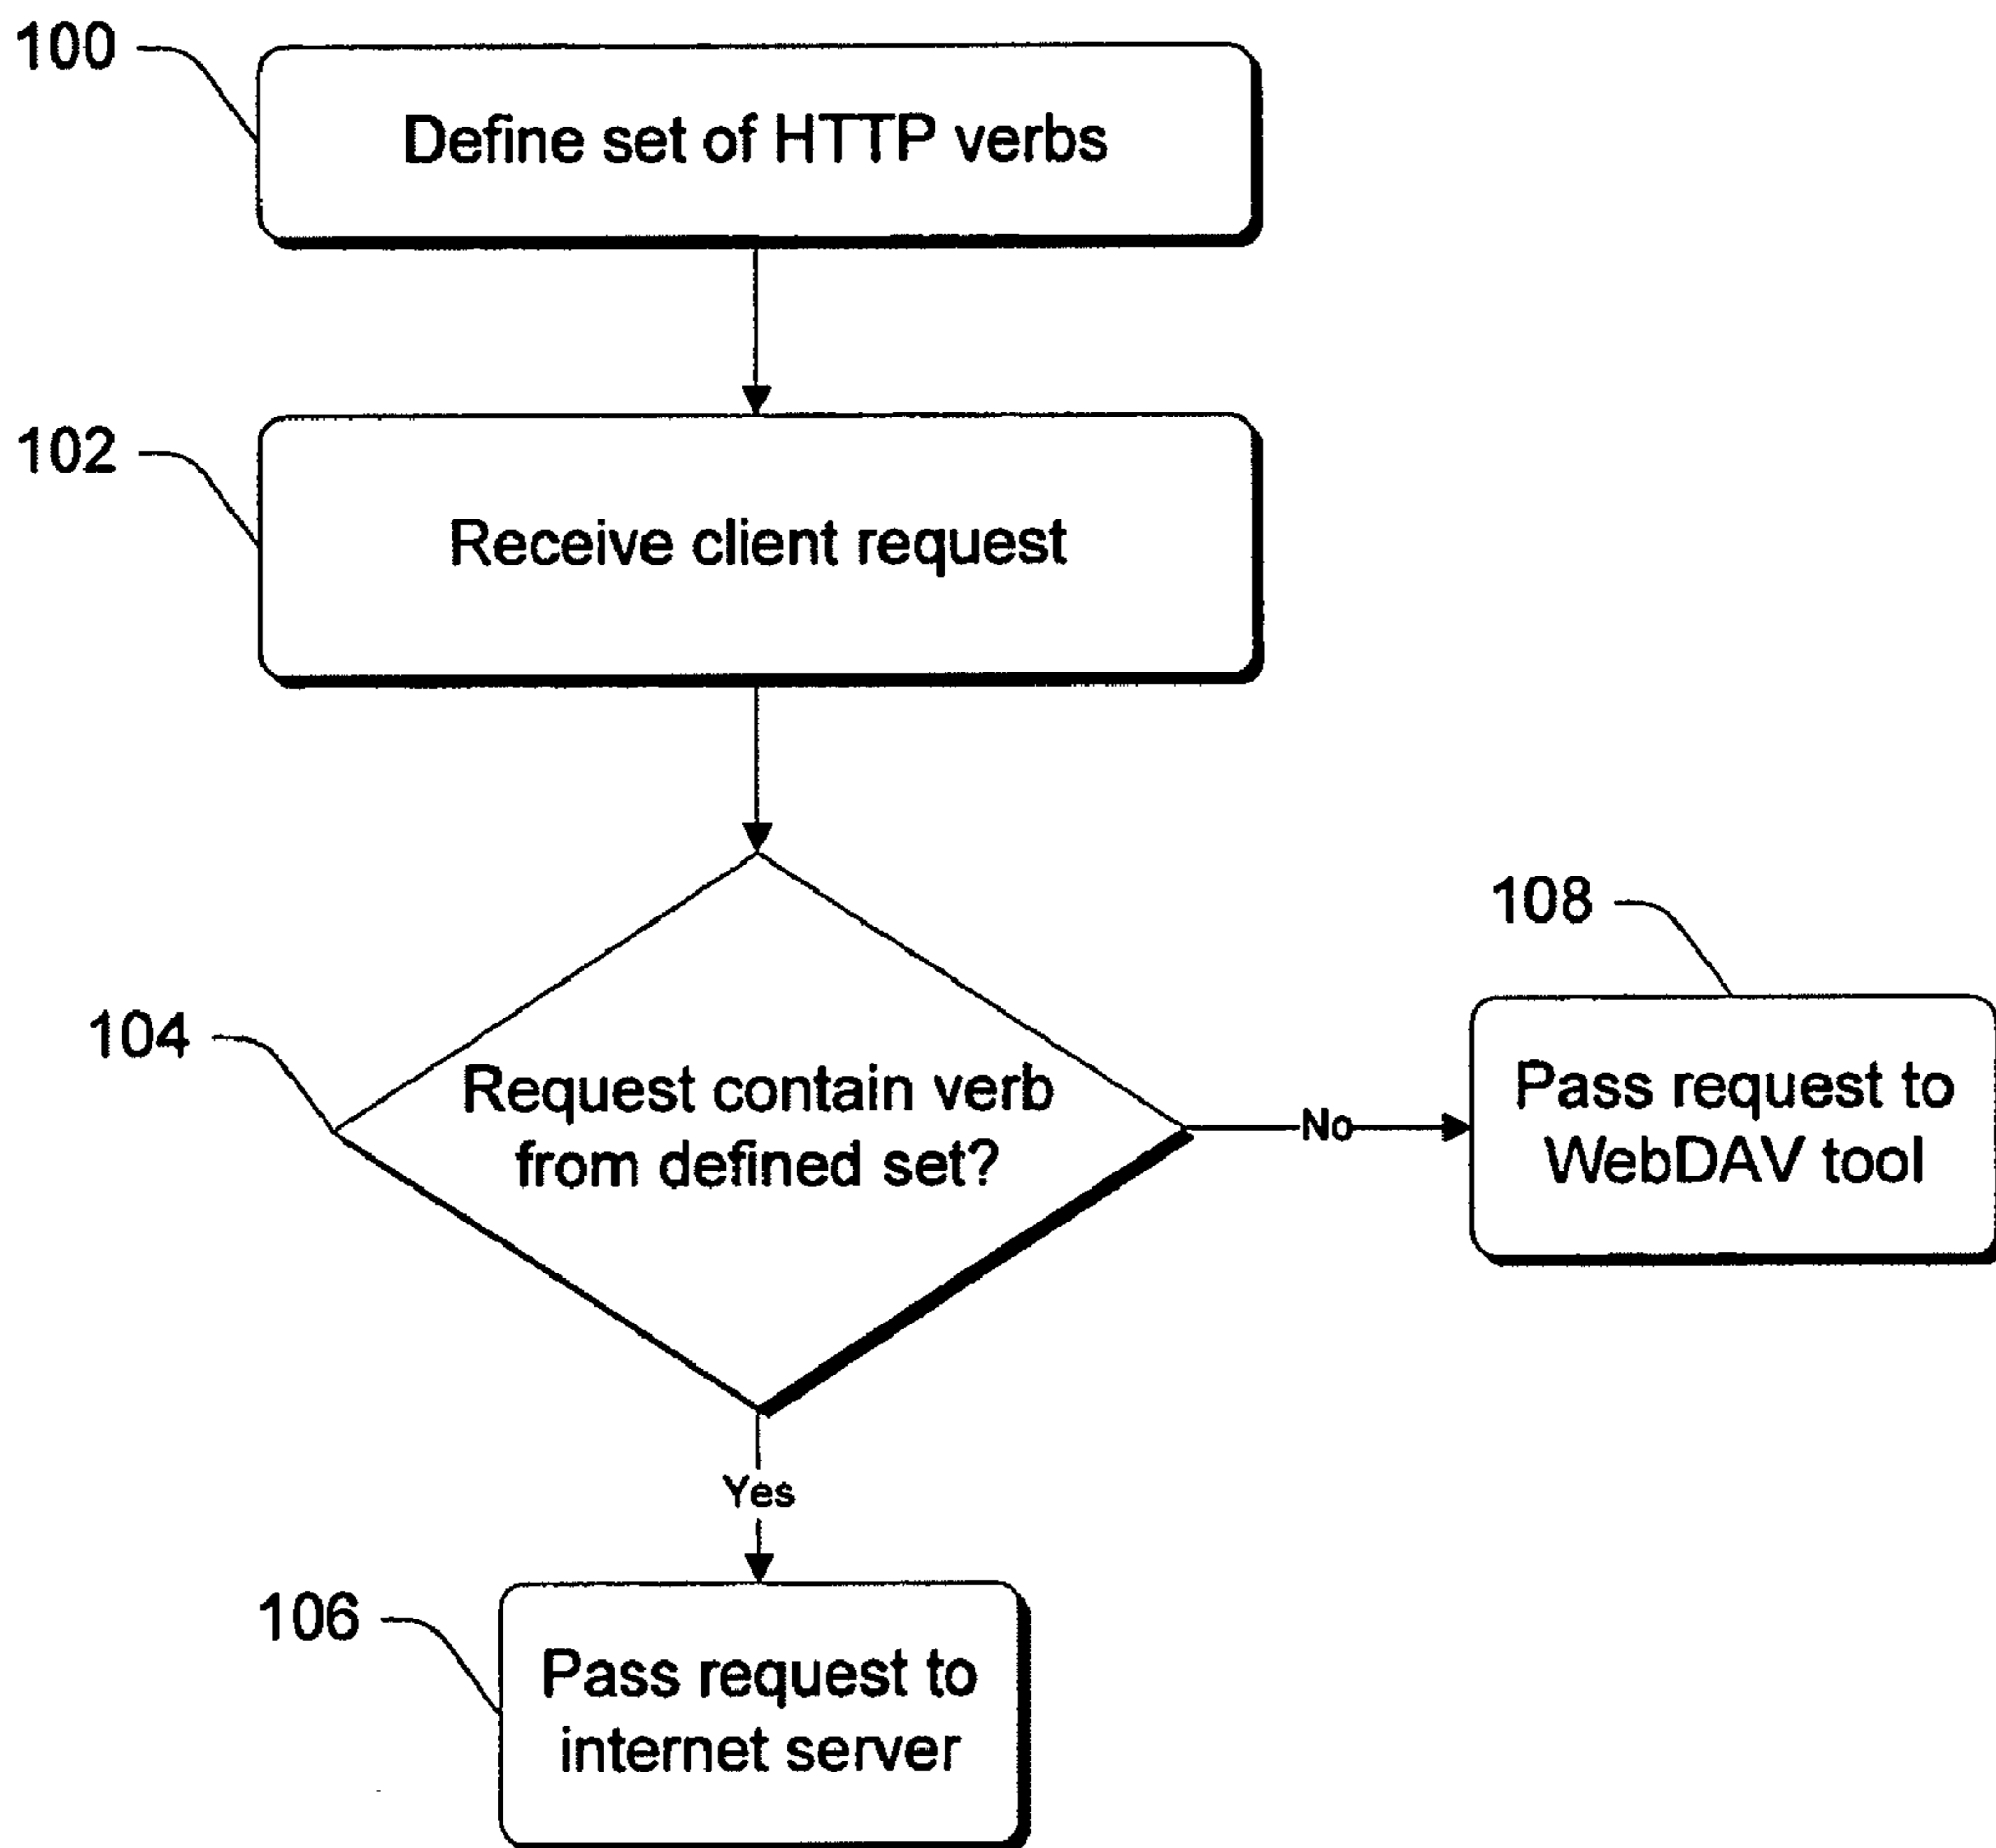 100
Define set of HTTP verbs
102
Receive client request
104
Request contain verb
from defined set?
No
108
Pass request to
WebDAV tool
Yes
106
Pass request to
internet server